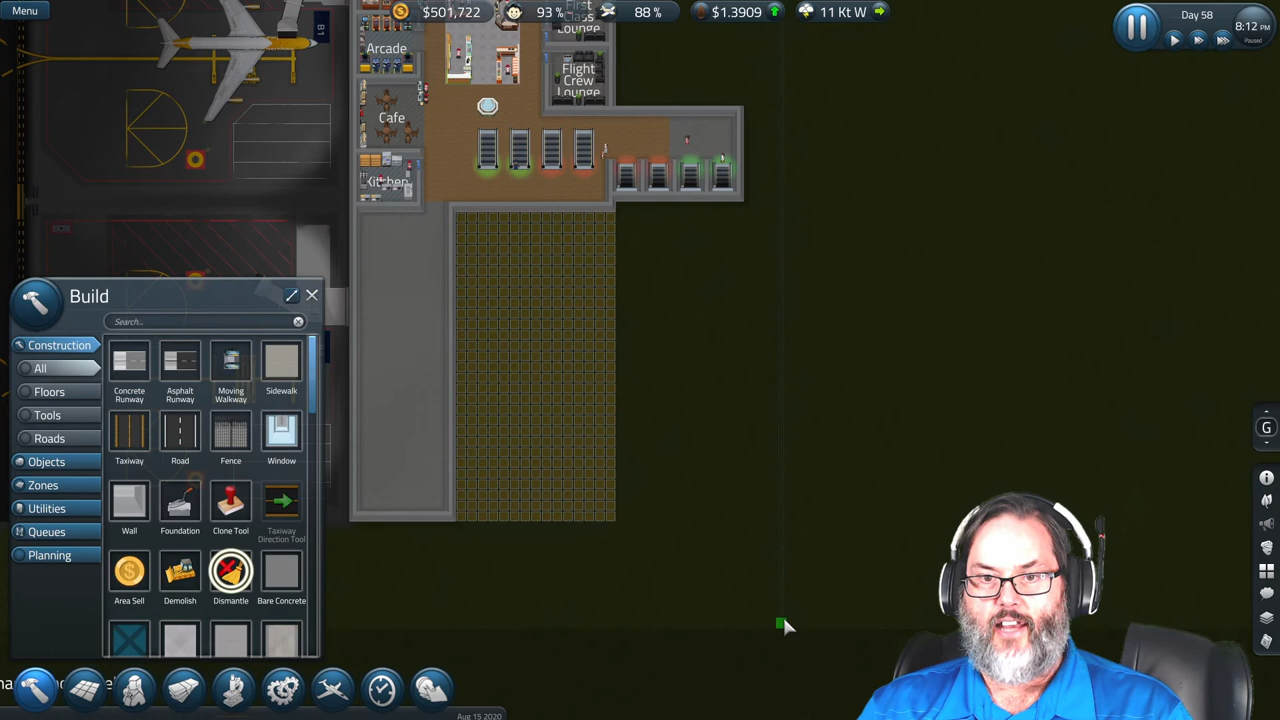 Menu
$501,722
93 %
88 %
$1.3909
11 Kt W
Day 58
8:12 PM
Paused
B1
First
Class
Lounge
Arcade
Flight
Crew
Lounge
Cafe
Kitchen
Build
Search...
Construction
All
Floors
Tools
Roads
Objects
Zones
Utilities
Queues
Planning
Concrete
Runway
Asphalt
Runway
Moving
Walkway
Sidewalk
Taxiway
Road
Fence
Window
Wall
Foundation
Clone Tool
Taxiway
Direction Tool
Area Sell
Demolish
Dismantle
Bare Concrete
G
Aug 15 2020